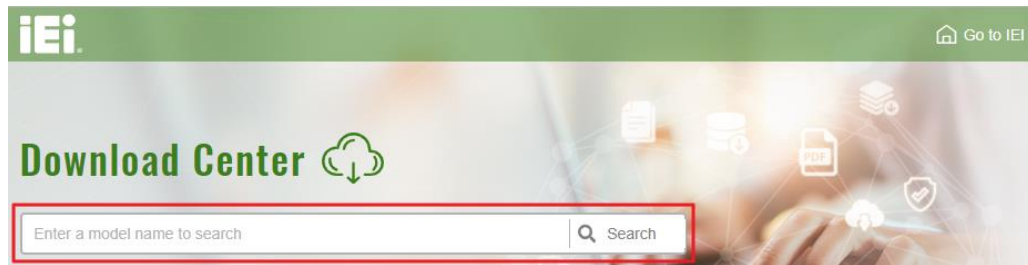 iEi.
Go to IEI
Download Center
PDF
Enter a model name to search
Search